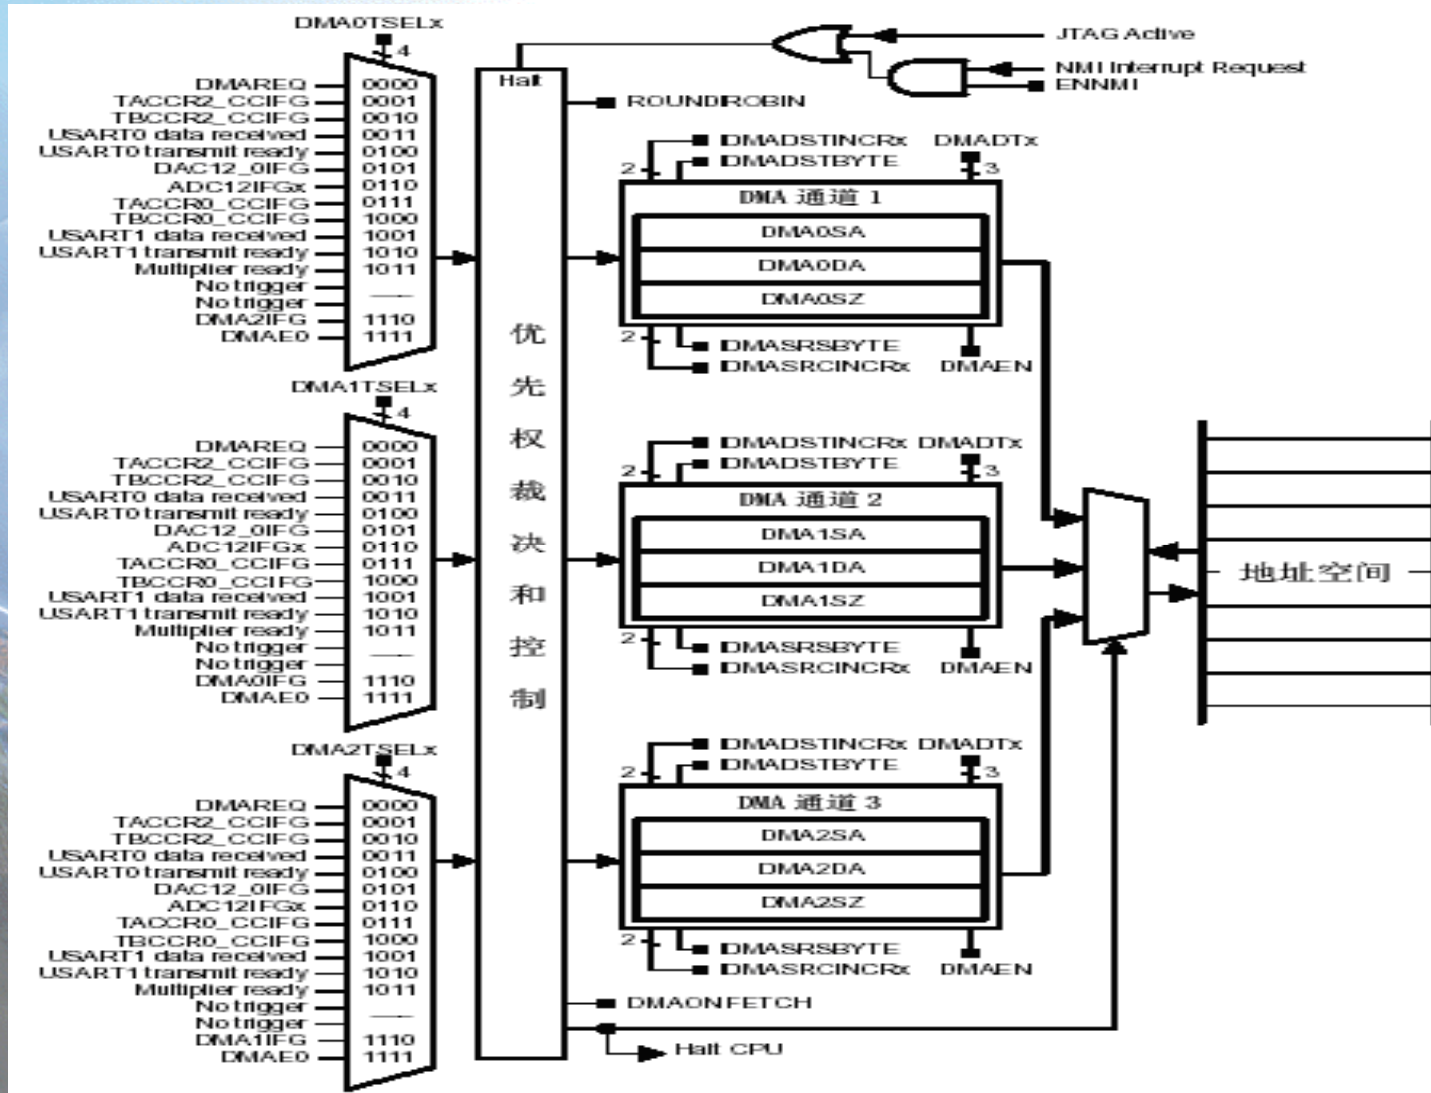 DMA0TSELx
4
DMAREQ 0000
TACCR2_CCIFG 0001
TBCCR2_CCIFG 0010
USART0 data received 0011
USART0 transmit ready 0100
DAC12_0IFG 0101
ADC12IFGx 0110
TACCR0_CCIFG 0111
TBCCR0_CCIFG 1000
USART1 data received 1001
USART1 transmit ready 1010
Multiplier ready 1011
No trigger
No trigger
DMA2IFG 1110
DMAE0 1111
DMA1TSELx
4
DMAREQ 0000
TACCR2_CCIFG 0001
TBCCR2_CCIFG 0010
USART0 data received 0011
USART0 transmit ready 0100
DAC12_0IFG 0101
ADC12IFGx 0110
TACCR0_CCIFG 0111
TBCCR0_CCIFG 1000
USART1 data received 1001
USART1 transmit ready 1010
Multiplier ready 1011
No trigger
No trigger
DMA0IFG 1110
DMAE0 1111
DMA2TSELx
4
DMAREQ 0000
TACCR2_CCIFG 0001
TBCCR2_CCIFG 0010
USART0 data received 0011
USART0 transmit ready 0100
DAC12_0IFG 0101
ADC12IFGx 0110
TACCR0_CCIFG 0111
TBCCR0_CCIFG 1000
USART1 data received 1001
USART1 transmit ready 1010
Multiplier ready 1011
No trigger
No trigger
DMA1IFG 1110
DMAE0 1111
Halt
优先权裁决和控制
JTAG Active
NMI Interrupt Request
ENNMI
ROUNDROBIN
DMADSTINCRx DMADTx
2 DMADSTBYTE 3
DMA 通道 1
DMA0SA
DMA0DA
DMA0SZ
2 DMASRSBYTE
DMASRCINCRx DMAEN
DMADSTINCRx DMADTx
2 DMADSTBYTE 3
DMA 通道 2
DMA1SA
DMA1DA
DMA1SZ
2 DMASRSBYTE
DMASRCINCRx DMAEN
DMADSTINCRx DMADTx
2 DMADSTBYTE 3
DMA 通道 3
DMA2SA
DMA2DA
DMA2SZ
2 DMASRSBYTE
DMASRCINCRx DMAEN
DMAONFETCH
Halt CPU
地址空间